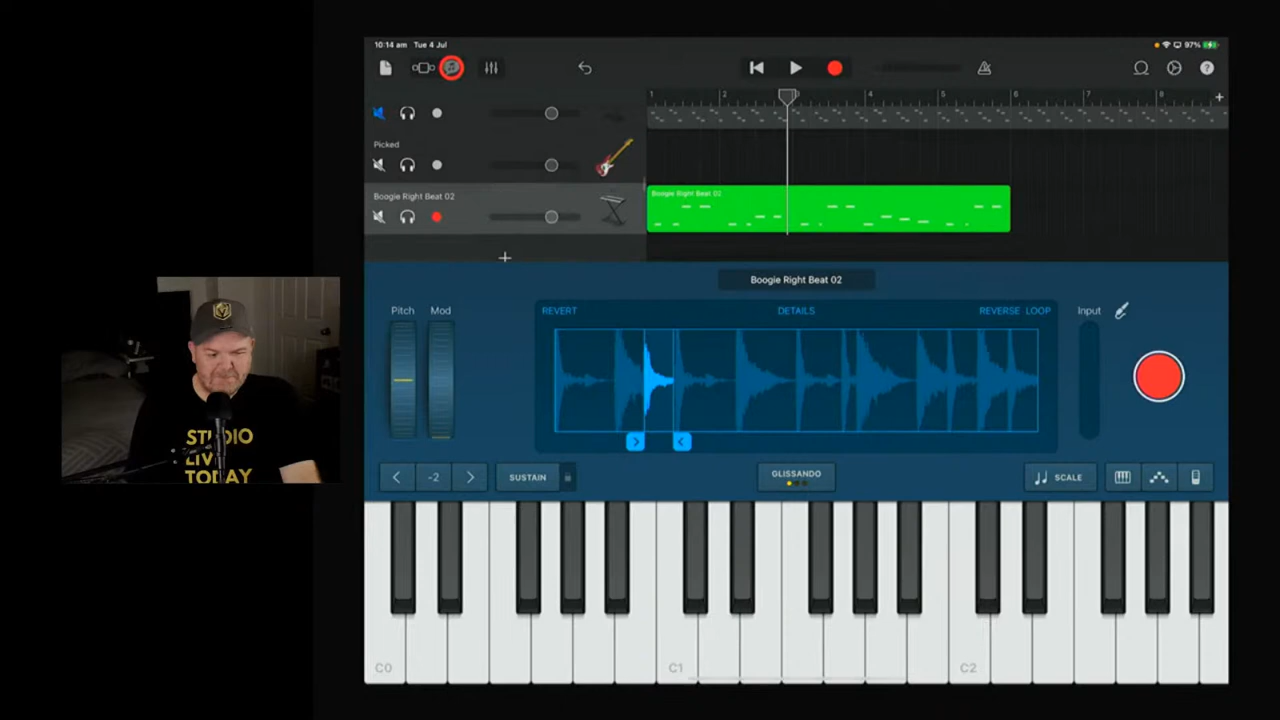 10:14 am Tue 4 Jul
97%
1 2 3 4 5 6 7 8
Picked
Boogie Right Beat 02
Boogie Right Beat 02
Boogie Right Beat 02
Pitch Mod
REVERT DETAILS REVERSE LOOP
Input
STUDIO
LIVE
TODAY
-2 SUSTAIN GLISSANDO SCALE
C0 C1 C2